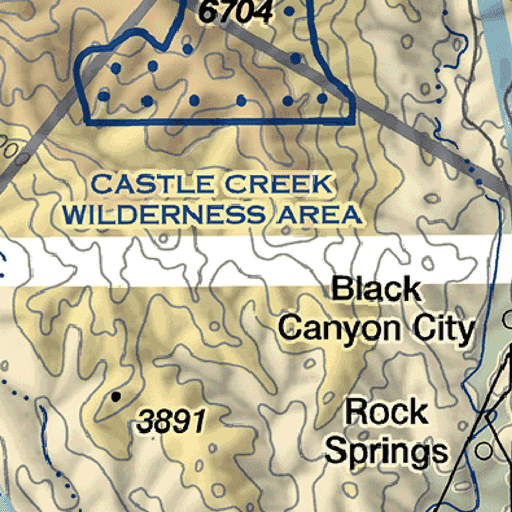 6704
CASTLE CREEK
WILDERNESS AREA
Black
Canyon City
3891
Rock
Springs